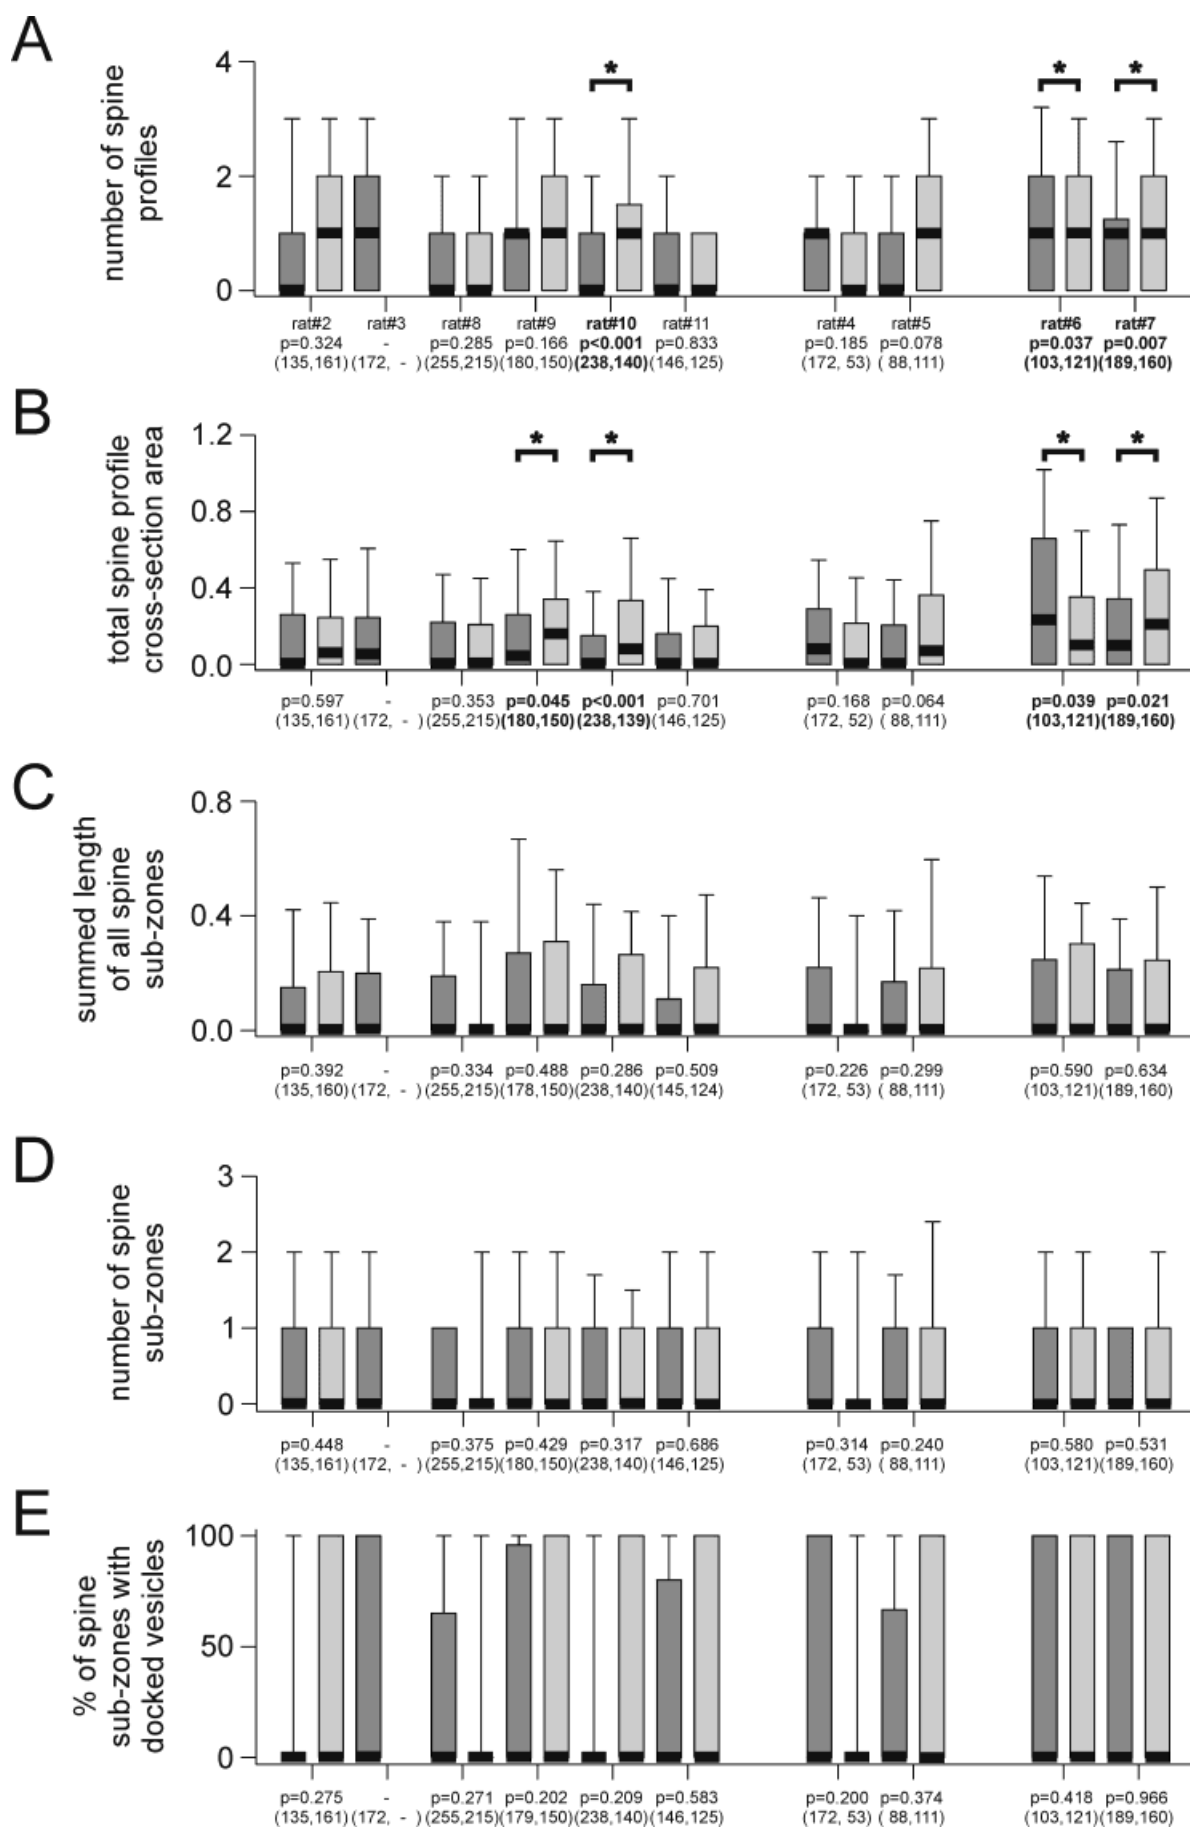 A
number of spine
profiles
4
2
0
* * *
rat#2 rat#3 rat#8 rat#9 rat#10 rat#11 rat#4 rat#5 rat#6 rat#7
p=0.324 - p=0.285 p=0.166 p<0.001 p=0.833 p=0.185 p=0.078 p=0.037 p=0.007
(135,161) (172, - ) (255,215) (180,150) (238,140) (146,125) (172, 53) ( 88,111) (103,121) (189,160)
B
total spine profile
cross-section area
1.2
0.8
0.4
0.0
* * * *
p=0.597 - p=0.353 p=0.045 p<0.001 p=0.701 p=0.168 p=0.064 p=0.039 p=0.021
(135,161) (172, - ) (255,215) (180,150) (238,139) (146,125) (172, 52) ( 88,111) (103,121) (189,160)
C
summed length
of all spine
sub-zones
0.8
0.4
0.0
p=0.392 - p=0.334 p=0.488 p=0.286 p=0.509 p=0.226 p=0.299 p=0.590 p=0.634
(135,160) (172, - ) (255,215) (178,150) (238,140) (145,124) (172, 53) ( 88,111) (103,121) (189,160)
D
number of spine
sub-zones
3
2
1
0
p=0.448 - p=0.375 p=0.429 p=0.317 p=0.686 p=0.314 p=0.240 p=0.580 p=0.531
(135,161) (172, - ) (255,215) (180,150) (238,140) (146,125) (172, 53) ( 88,111) (103,121) (189,160)
E
% of spine
sub-zones with
docked vesicles
100
50
0
p=0.275 - p=0.271 p=0.202 p=0.209 p=0.583 p=0.200 p=0.374 p=0.418 p=0.966
(135,161) (172, - ) (255,215) (179,150) (238,140) (146,125) (172, 53) ( 88,111) (103,121) (189,160)